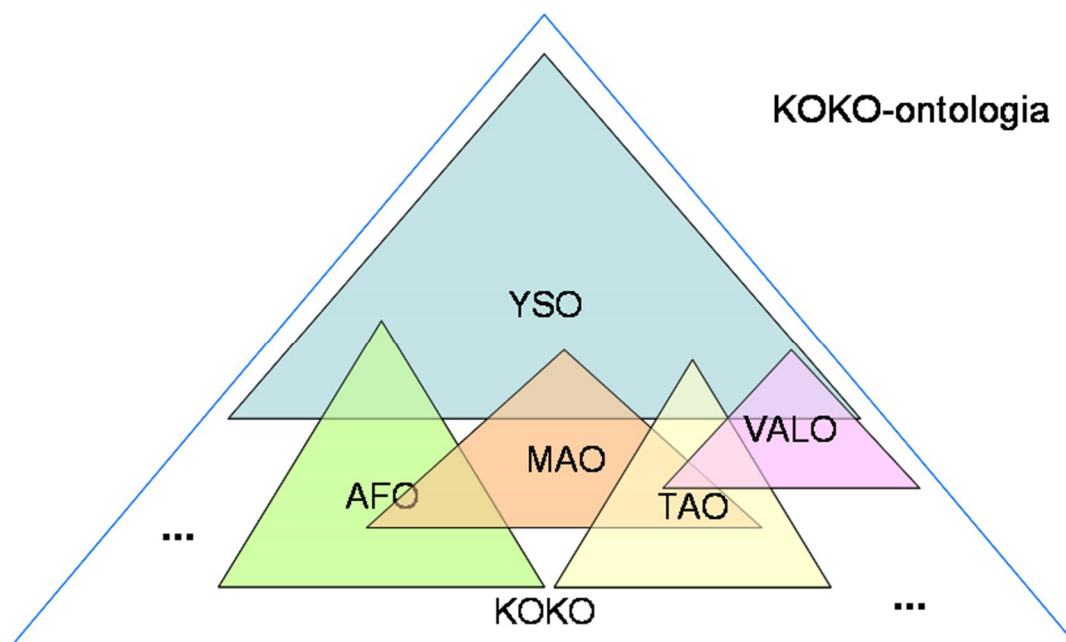 KOKO-ontologia
YSO
VALO
MAO
AFO
TAO
...
...
KOKO